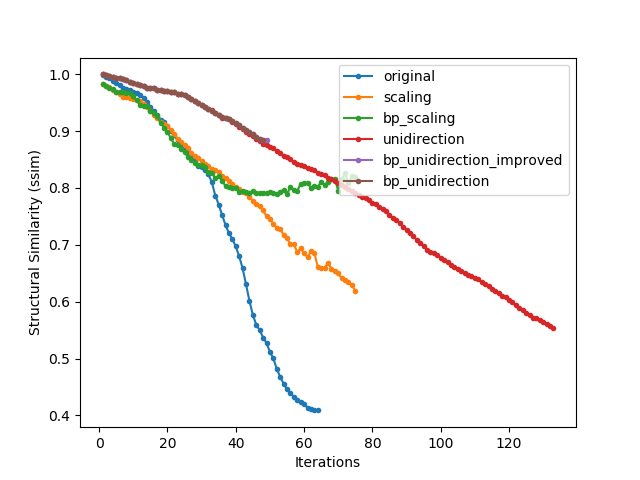 original
scaling
bp_scaling
unidirection
bp_unidirection_improved
bp_unidirection
1.0
0.9
0.8
0.7
0.6
0.5
0.4
Structural Similarity (ssim)
0 20 40 60 80 100 120
Iterations